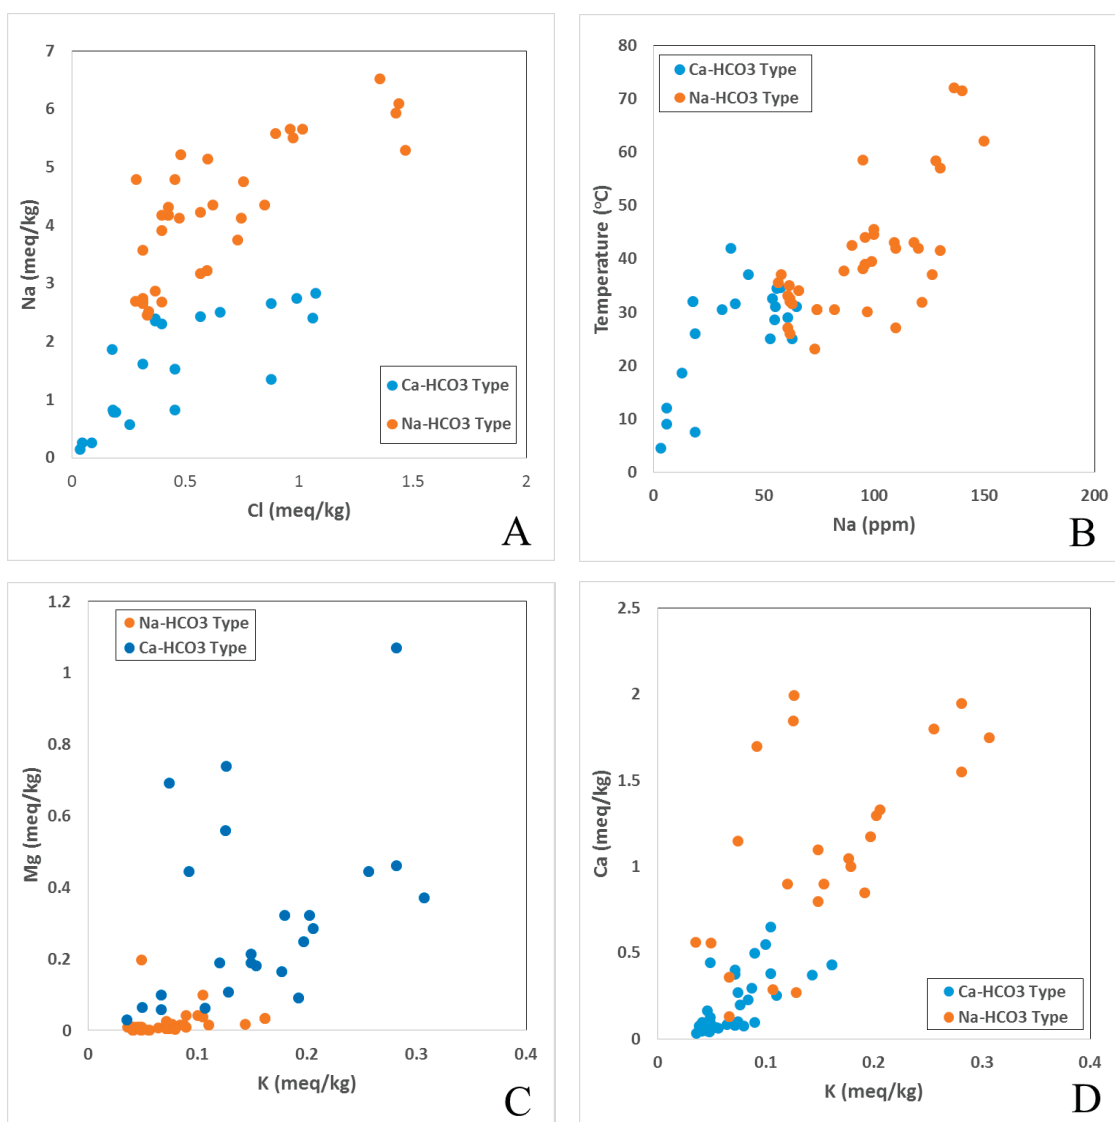 7
6
5
4
3
2
1
0
Na (meq/kg)
Ca-HCO3 Type
Na-HCO3 Type
0
0.5
1
1.5
2
Cl (meq/kg)
A
80
70
60
50
40
30
20
10
0
Temperature (°C)
Ca-HCO3 Type
Na-HCO3 Type
0
50
100
150
200
Na (ppm)
B
1.2
1
0.8
0.6
0.4
0.2
0
Mg (meq/kg)
Na-HCO3 Type
Ca-HCO3 Type
0
0.1
0.2
0.3
0.4
K (meq/kg)
C
2.5
2
1.5
1
0.5
0
Ca (meq/kg)
Ca-HCO3 Type
Na-HCO3 Type
0
0.1
0.2
0.3
0.4
K (meq/kg)
D